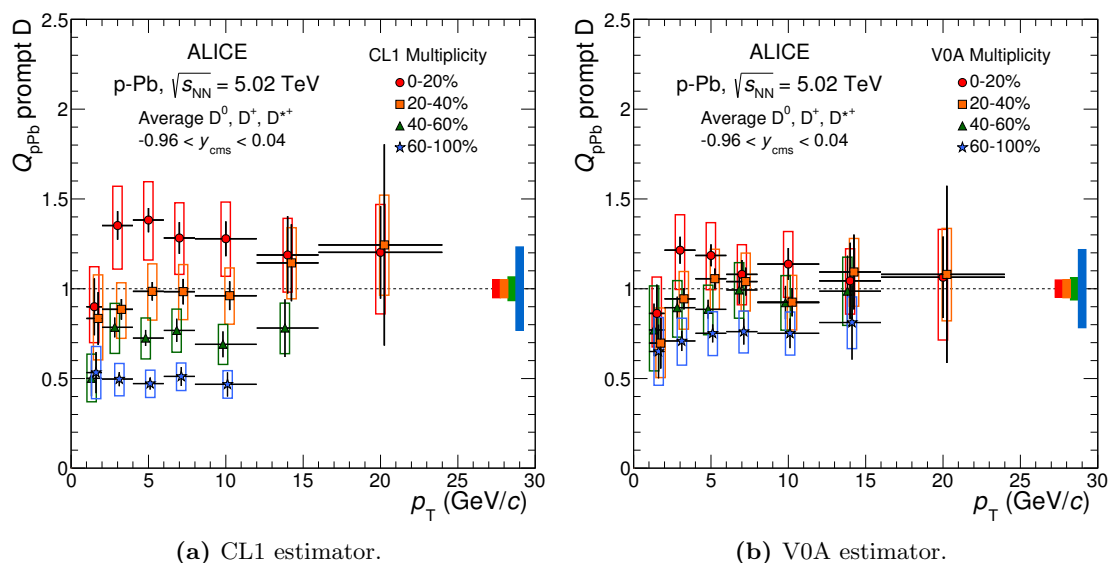 Q_pPb prompt D
2.5
2
1.5
1
0.5
0
ALICE
p-Pb, √s_NN = 5.02 TeV
Average D⁰, D⁺, D*⁺
-0.96 < y_cms < 0.04
CL1 Multiplicity
0-20%
20-40%
40-60%
60-100%
0 5 10 15 20 25 30
p_T (GeV/c)
(a) CL1 estimator.
Q_pPb prompt D
2.5
2
1.5
1
0.5
0
ALICE
p-Pb, √s_NN = 5.02 TeV
Average D⁰, D⁺, D*⁺
-0.96 < y_cms < 0.04
V0A Multiplicity
0-20%
20-40%
40-60%
60-100%
0 5 10 15 20 25 30
p_T (GeV/c)
(b) V0A estimator.